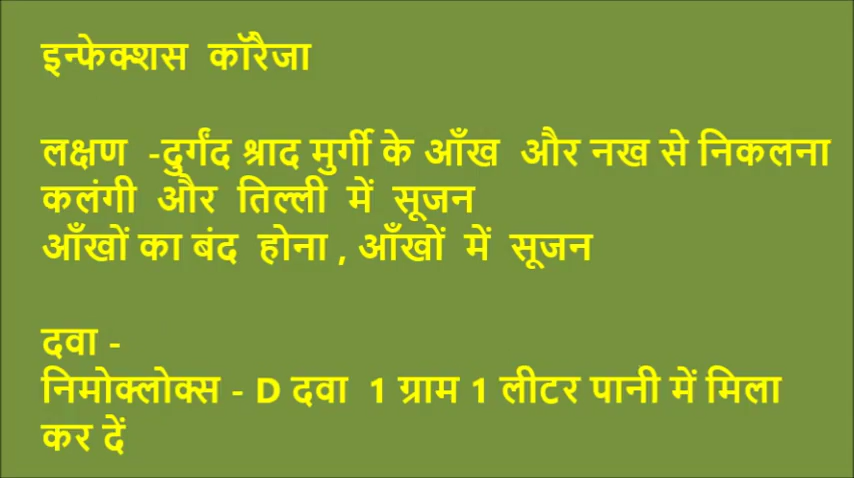 इन्फेक्शस कॉरैजा
लक्षण -दुर्गंद श्राद मुर्गी के आँख और नख से निकलना
कलंगी और तिल्ली में सूजन
आँखों का बंद होना , आँखों में सूजन
दवा -
निमोक्लोक्स - D दवा 1 ग्राम 1 लीटर पानी में मिला
कर दें